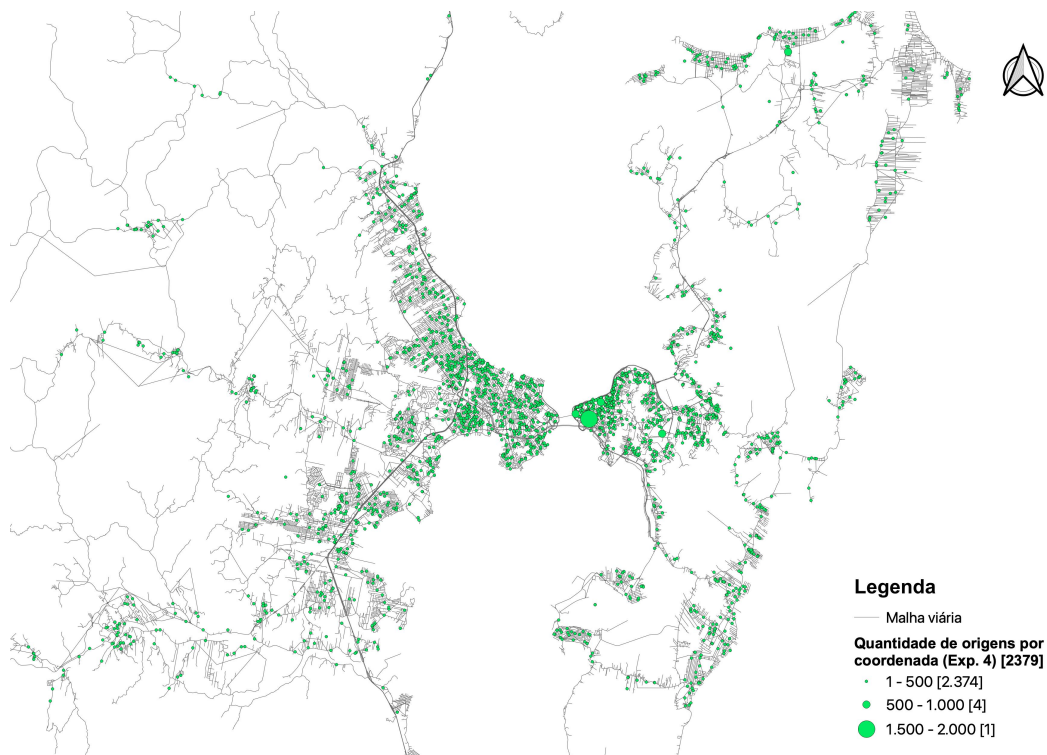 Legenda
Malha viária
Quantidade de origens por
coordenada (Exp. 4) [2379]
1 - 500 [2.374]
500 - 1.000 [4]
1.500 - 2.000 [1]